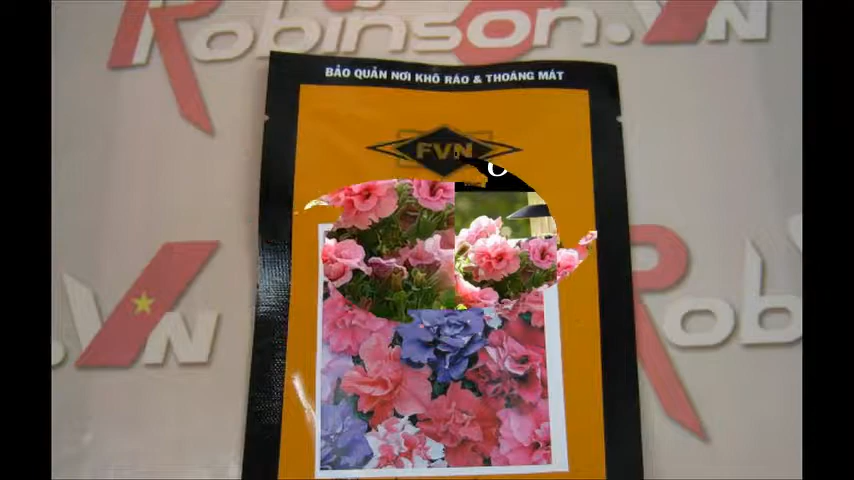 Robinson.VN
BẢO QUẢN NƠI KHÔ RÁO & THOÁNG MÁT
FVN
.VN
Rob